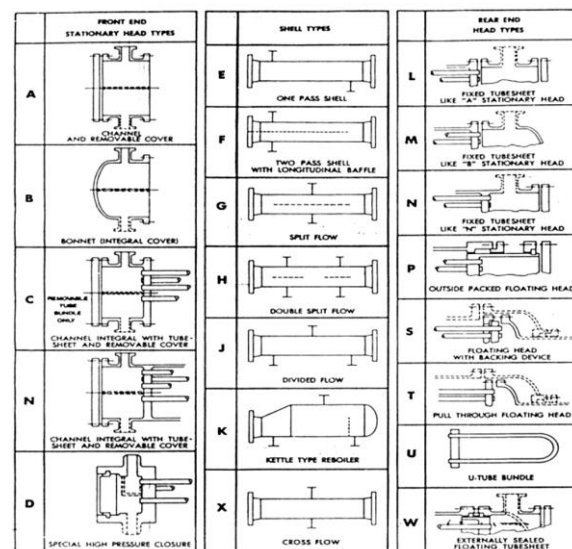 FRONT END
STATIONARY HEAD TYPES
A
CHANNEL
AND REMOVABLE COVER
B
BONNET (INTEGRAL COVER)
C
REMOVABLE
TUBE
BUNDLE
ONLY
CHANNEL INTEGRAL WITH TUBE-
SHEET AND REMOVABLE COVER
N
CHANNEL INTEGRAL WITH TUBE-
SHEET AND REMOVABLE COVER
D
SPECIAL HIGH PRESSURE CLOSURE
SHELL TYPES
E
ONE PASS SHELL
F
TWO PASS SHELL
WITH LONGITUDINAL BAFFLE
G
SPLIT FLOW
H
DOUBLE SPLIT FLOW
J
DIVIDED FLOW
K
KETTLE TYPE REBOILER
X
CROSS FLOW
REAR END
HEAD TYPES
L
FIXED TUBESHEET
LIKE "A" STATIONARY HEAD
M
FIXED TUBESHEET
LIKE "B" STATIONARY HEAD
N
FIXED TUBESHEET
LIKE "N" STATIONARY HEAD
P
OUTSIDE PACKED FLOATING HEAD
S
FLOATING HEAD
WITH BACKING DEVICE
T
PULL THROUGH FLOATING HEAD
U
U-TUBE BUNDLE
W
EXTERNALLY SEALED
FLOATING TUBESHEET